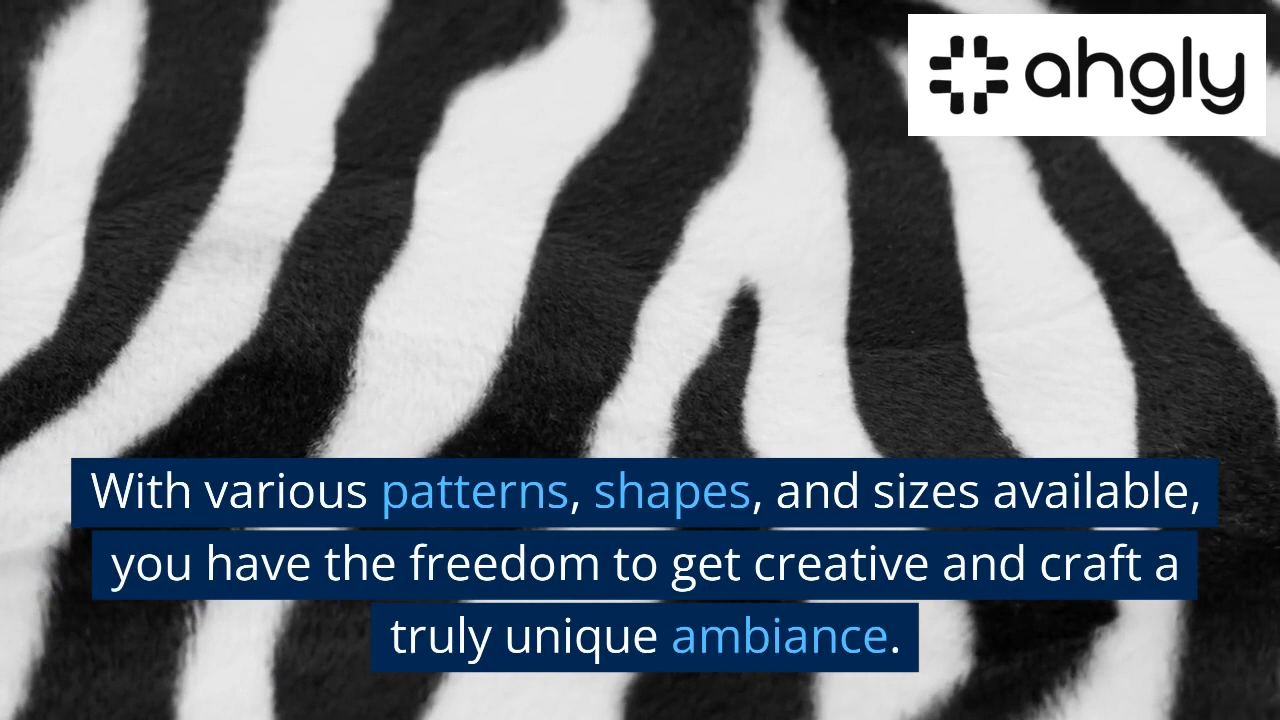 ahgly
With various patterns, shapes, and sizes available,
you have the freedom to get creative and craft a
truly unique ambiance.